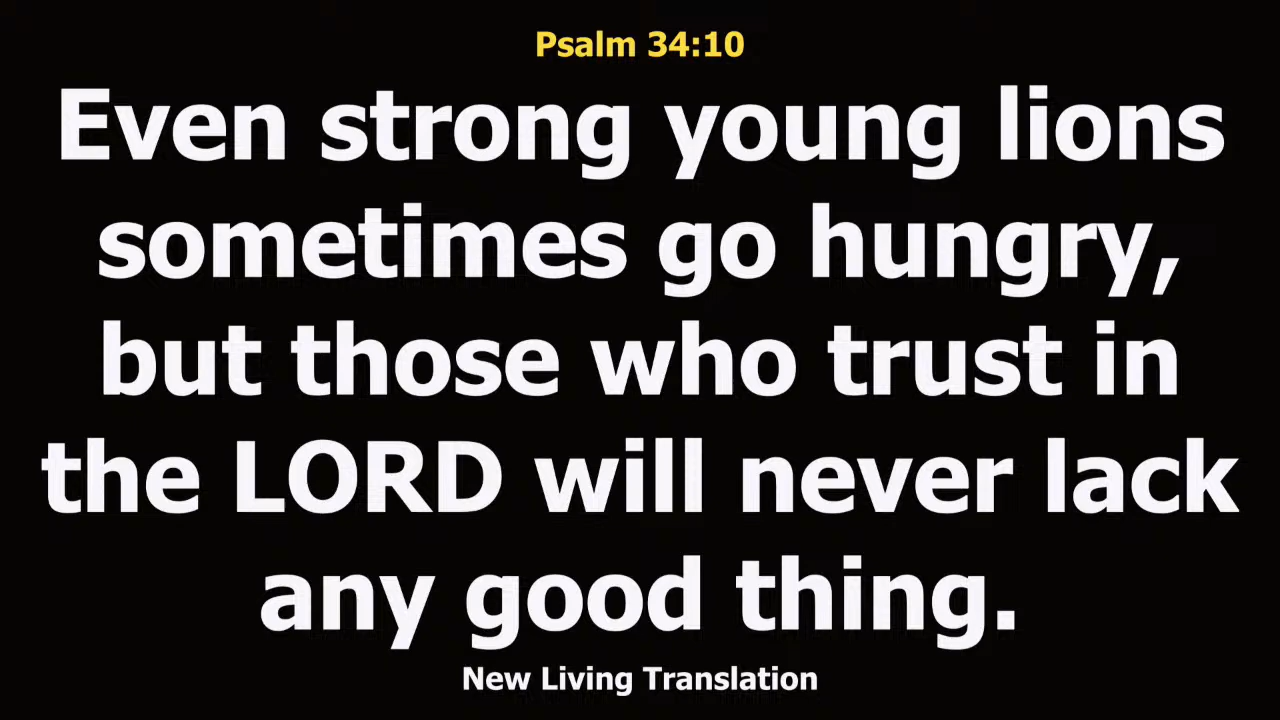 Psalm 34:10
Even strong young lions
sometimes go hungry,
but those who trust in
the LORD will never lack
any good thing.
New Living Translation